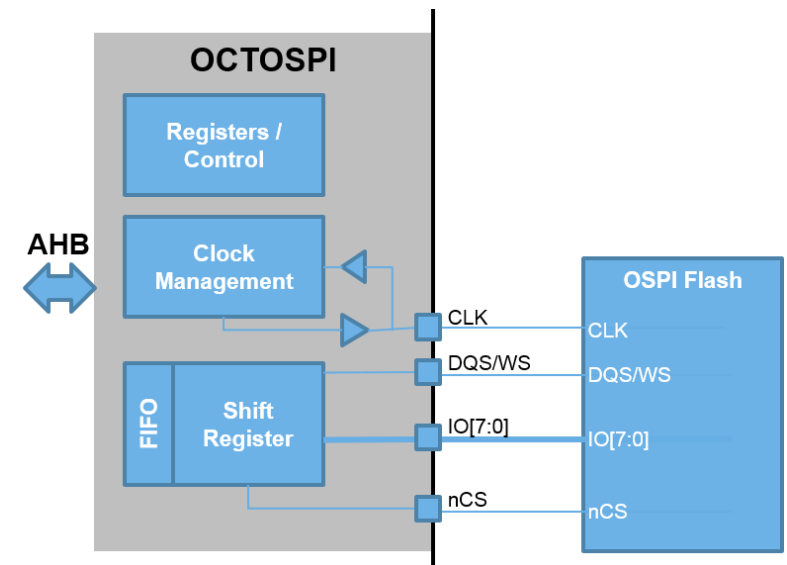 OCTOSPI
Registers /
Control
AHB
Clock
Management
FIFO
Shift
Register
CLK
DQS/WS
IO[7:0]
nCS
OSPI Flash
CLK
DQS/WS
IO[7:0]
nCS